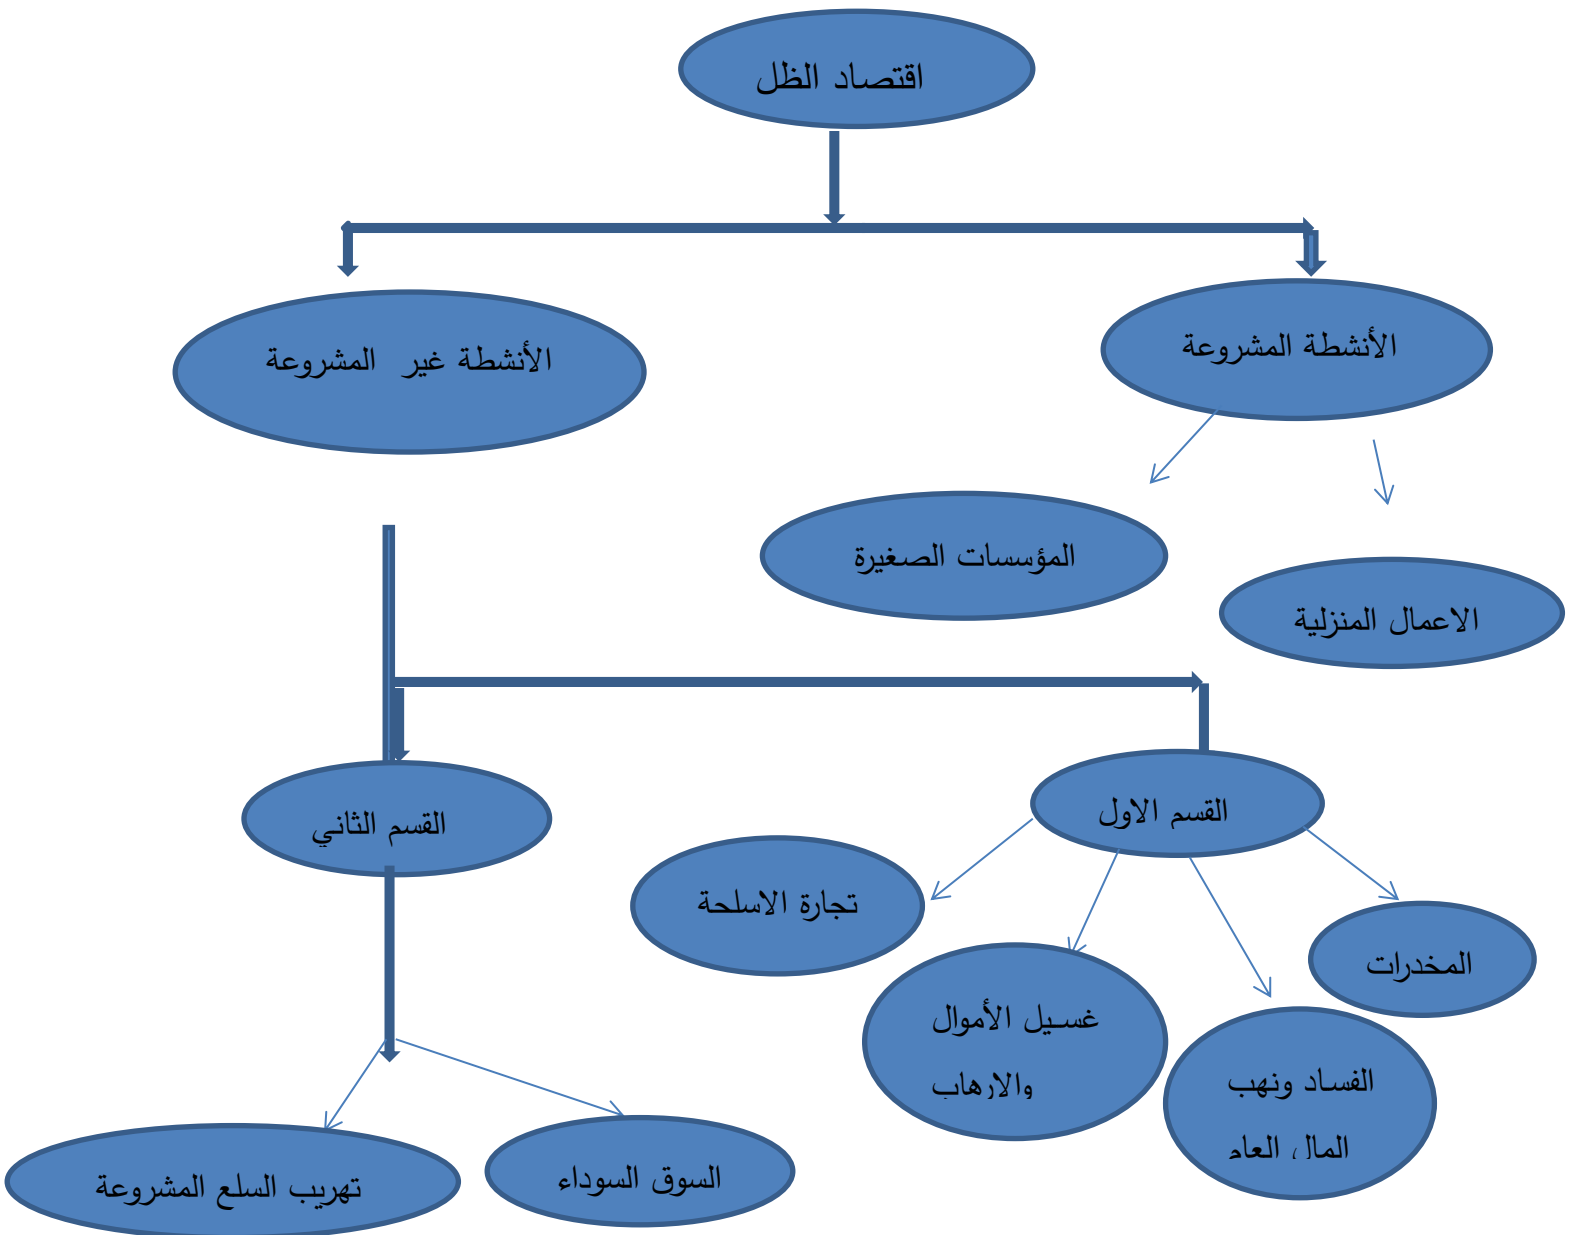 اقتصاد الظل
الأنشطة المشروعة
الأنشطة غير المشروعة
المؤسسات الصغيرة
الاعمال المنزلية
القسم الاول
القسم الثاني
تجارة الاسلحة
المخدرات
غسيل الأموال
والارهاب
الفساد ونهب
المال العام
السوق السوداء
تهريب السلع المشروعة